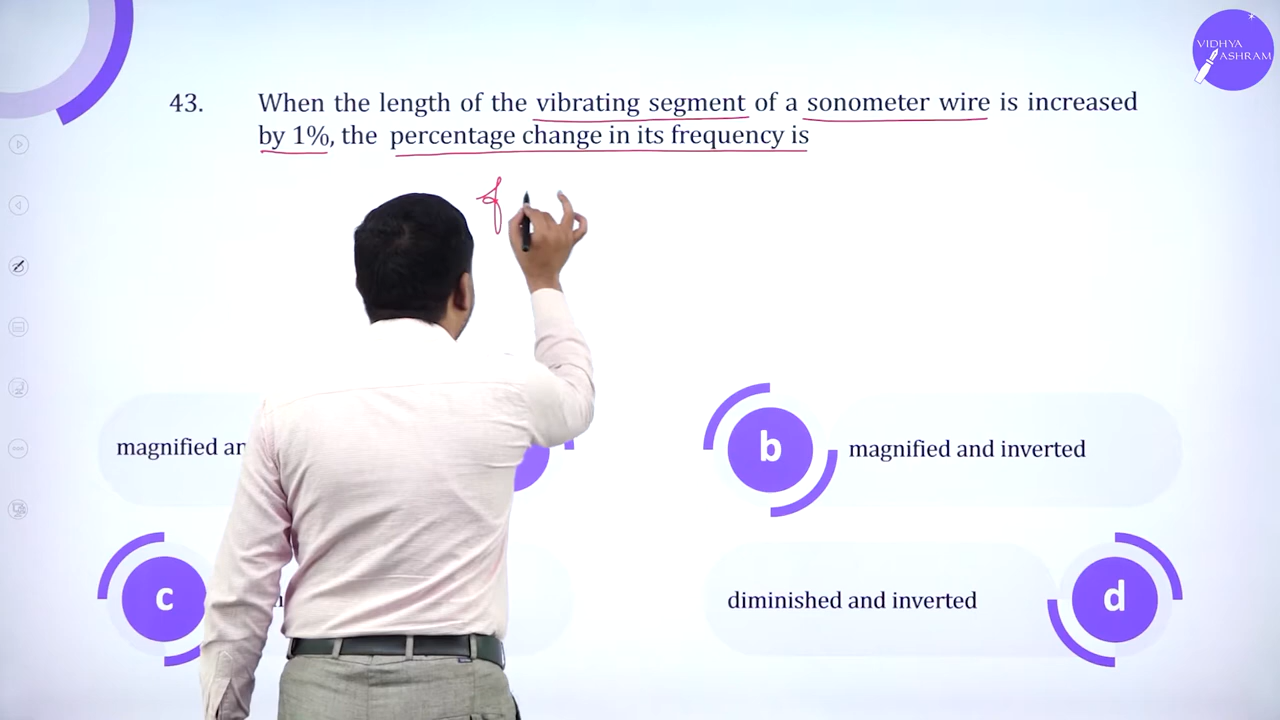 VIDHYA
ASHRAM
43. When the length of the vibrating segment of a sonometer wire is increased
by 1%, the percentage change in its frequency is
f
magnified
b magnified and inverted
c
diminished and inverted d